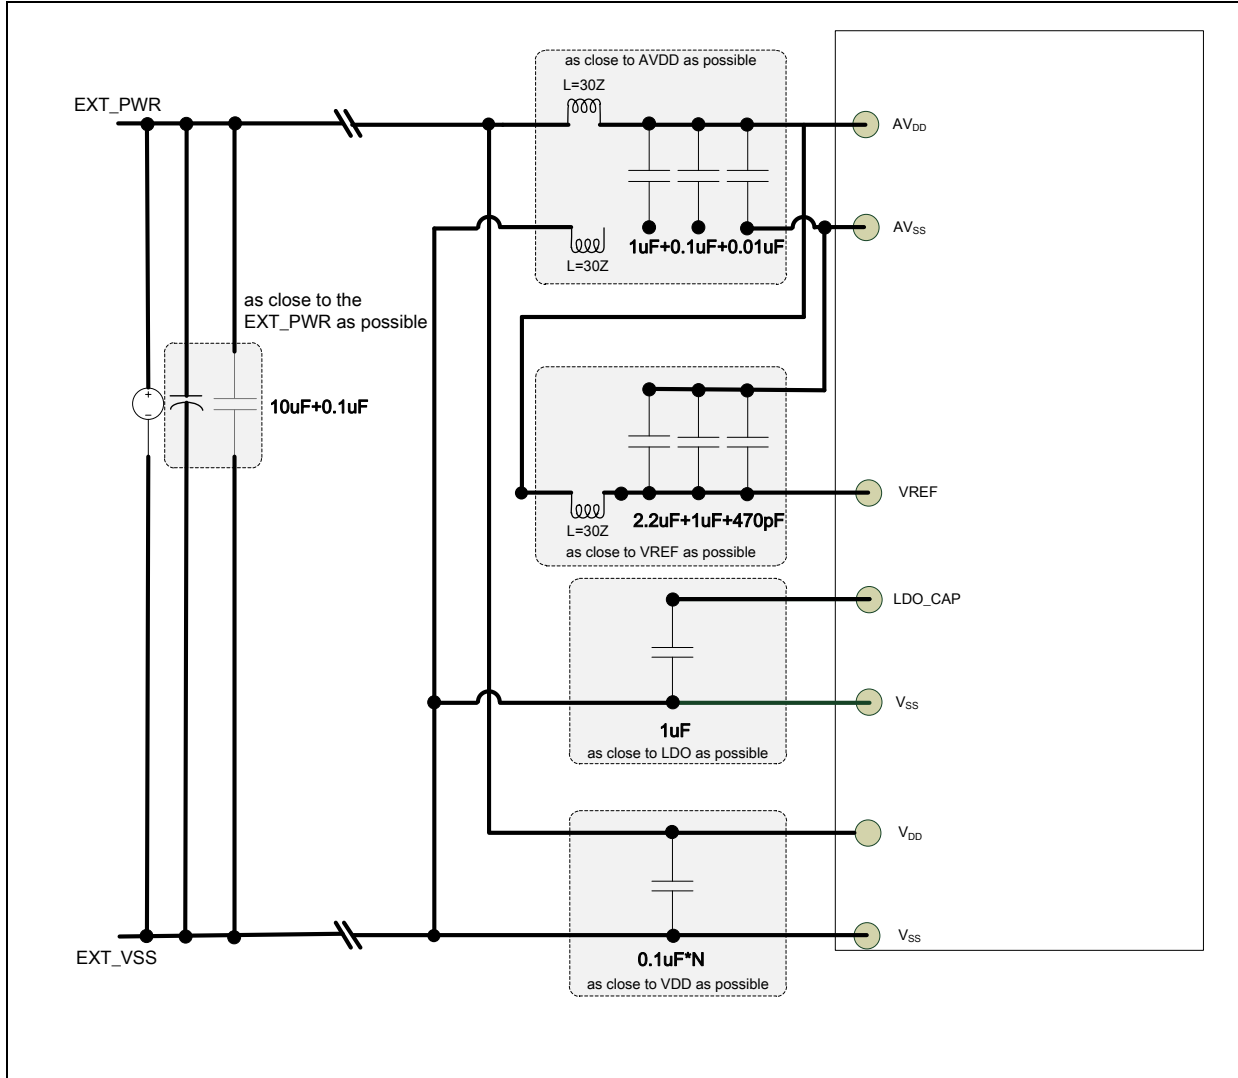 as close to AVDD as possible
L=30Z
EXT_PWR
AVDD
AVSS
1uF+0.1uF+0.01uF
L=30Z
as close to the
EXT_PWR as possible
+
−
10uF+0.1uF
VREF
2.2uF+1uF+470pF
L=30Z
as close to VREF as possible
LDO_CAP
VSS
1uF
as close to LDO as possible
VDD
VSS
EXT_VSS
0.1uF*N
as close to VDD as possible